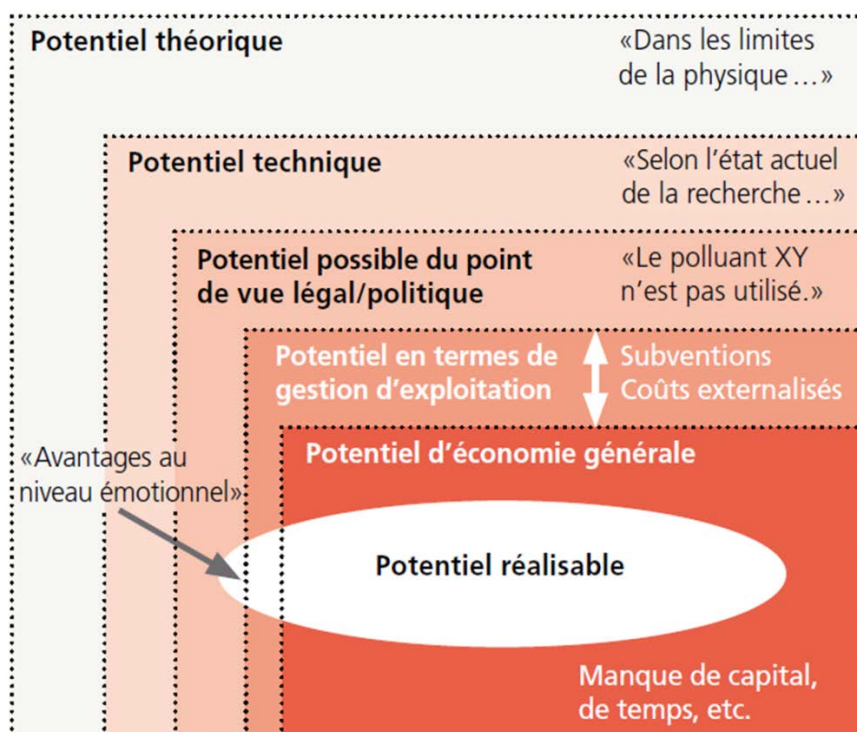 Potentiel théorique
«Dans les limites
de la physique…»
Potentiel technique
«Selon l’état actuel
de la recherche…»
Potentiel possible du point
de vue légal/politique
«Le polluant XY
n’est pas utilisé.»
Potentiel en termes de
gestion d’exploitation
Subventions
Coûts externalisés
«Avantages au
niveau émotionnel»
Potentiel d’économie générale
Potentiel réalisable
Manque de capital,
de temps, etc.